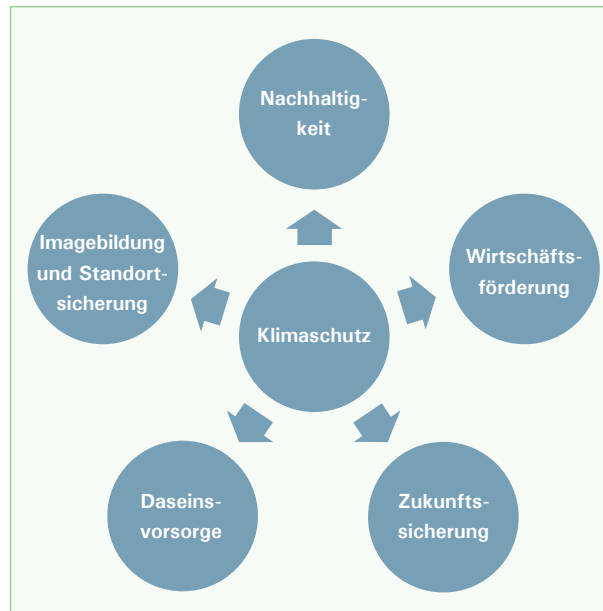 Nachhaltig-
keit
Imagebildung
und Standort-
sicherung
Wirtschäfts-
förderung
Klimaschutz
Daseins-
vorsorge
Zukunfts-
sicherung